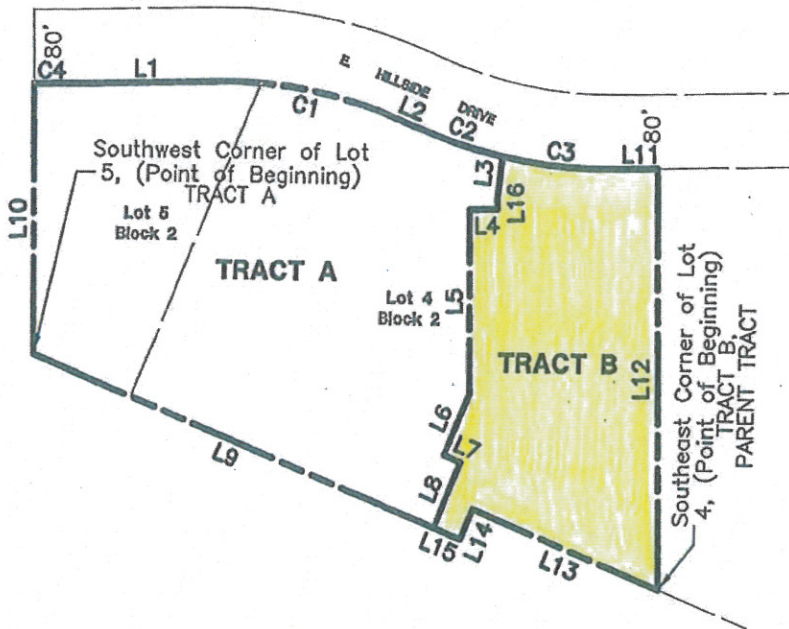 80'
C4
L1
C1
E. HILLSIDE DRIVE
L2
C2
C3
L11
80'
Southwest Corner of Lot
5, (Point of Beginning)
TRACT A
Lot 5
Block 2
L10
TRACT A
L3
L16
L4
Lot 4
Block 2
L5
TRACT B
L12
Southeast Corner of Lot
4, (Point of Beginning)
TRACT B,
PARENT TRACT
L6
L7
L8
L9
L15
L14
L13